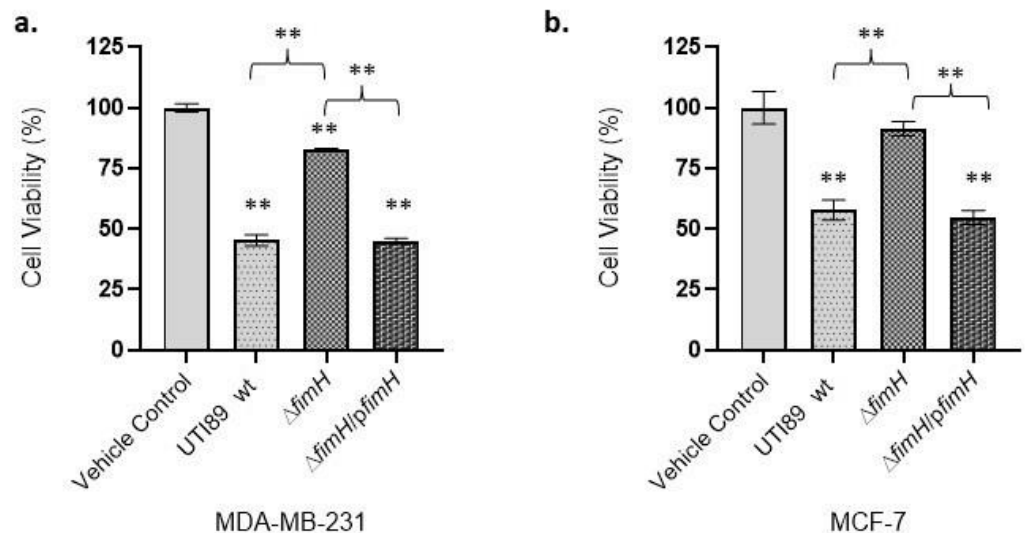 a.
Cell Viability (%)
125
100
75
50
25
0
**
**
**
**
**
Vehicle Control
UTI89 wt
ΔfimH
ΔfimH/pfimH
MDA-MB-231
b.
Cell Viability (%)
125
100
75
50
25
0
**
**
**
**
Vehicle Control
UTI89 wt
ΔfimH
ΔfimH/pfimH
MCF-7